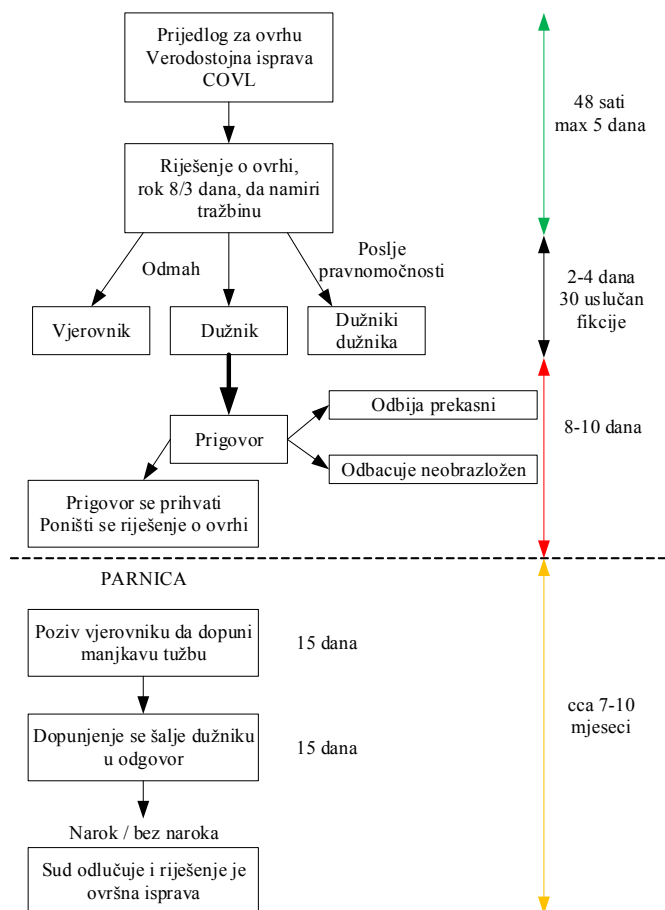 Prijedlog za ovrhu
Verodostojna isprava
COVL
48 sati
max 5 dana
Riješenje o ovrhi,
rok 8/3 dana, da namiri
tražbinu
Odmah
Poslje
pravnomočnosti
2-4 dana
30 uslučan
fikcije
Vjerovnik
Dužnik
Dužniki
dužnika
Prigovor
Odbija prekasni
Odbacuje neobrazložen
8-10 dana
Prigovor se prihvati
Poništi se riješenje o ovrhi
PARNICA
Poziv vjerovniku da dopuni
manjkavu tužbu
15 dana
Dopunjenje se šalje dužniku
u odgovor
15 dana
cca 7-10
mjeseci
Narok / bez naroka
Sud odlučuje i riješenje je
ovršna isprava